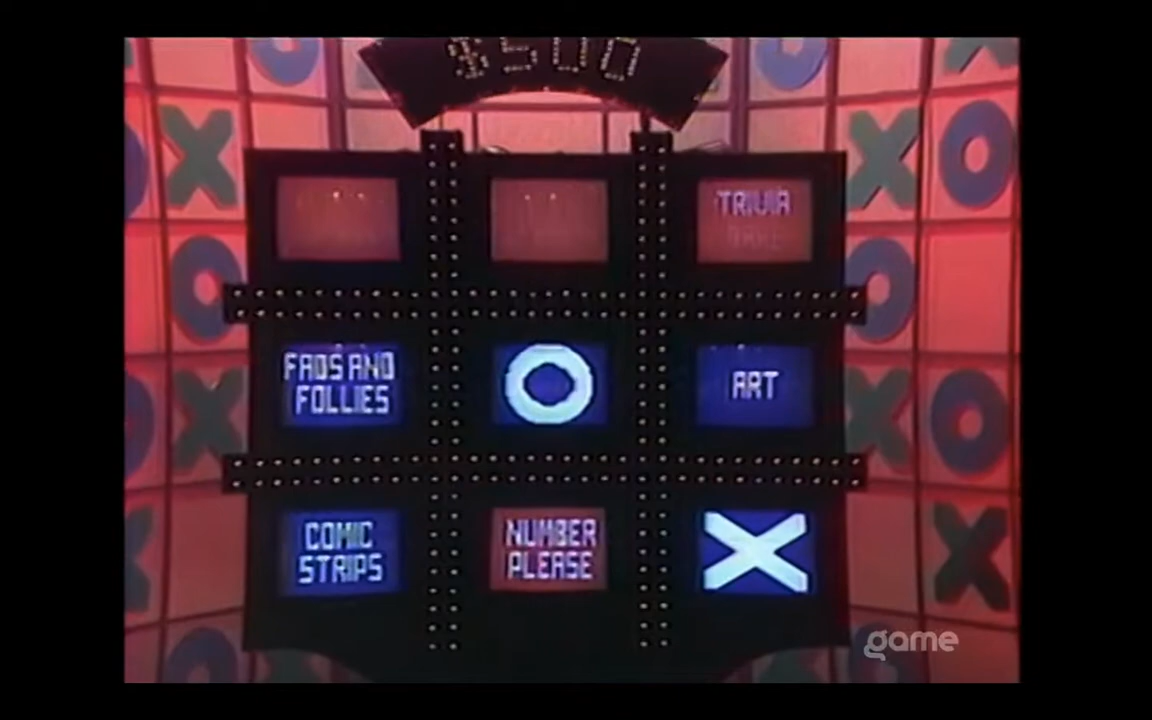 $500
TRIVIA
FADS AND
FOLLIES
O
ART
COMIC
STRIPS
NUMBER
PLEASE
X
game